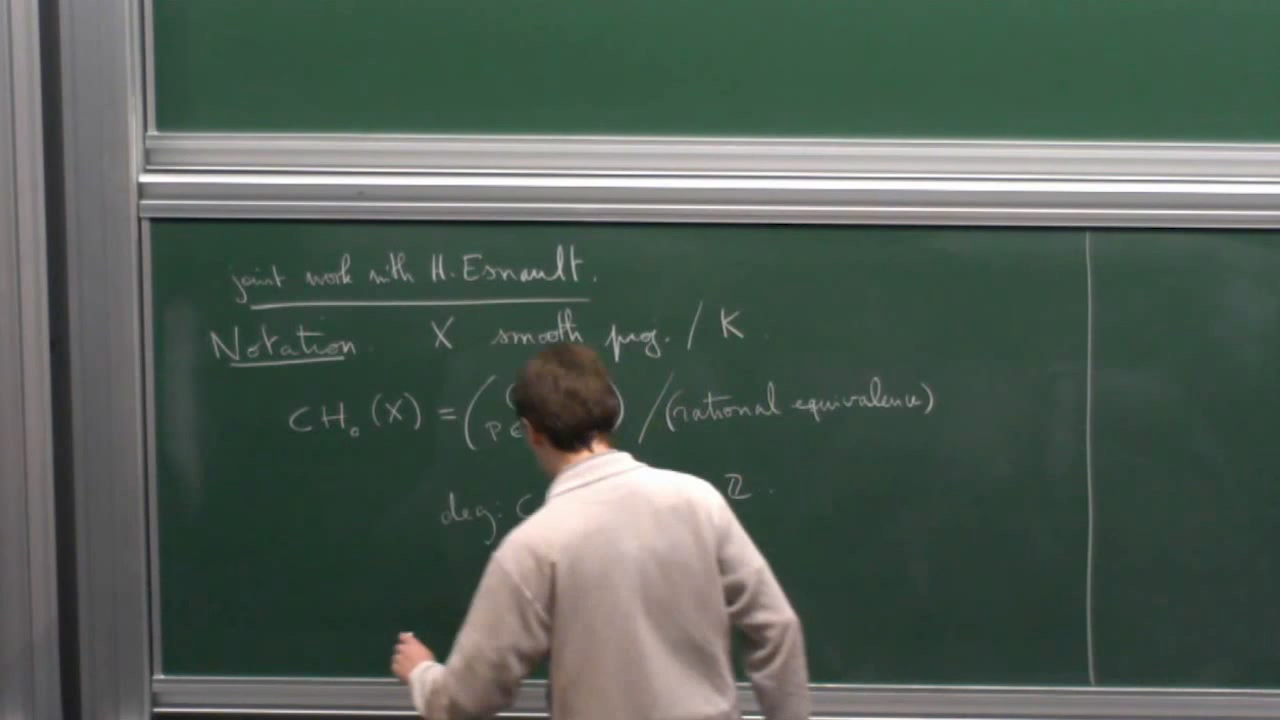 joint work with H. Esnault.
Notation. X smooth proj. / K.
CH₀(X) = ( P∈ ) / (rational equivalence)
deg: C ℤ.